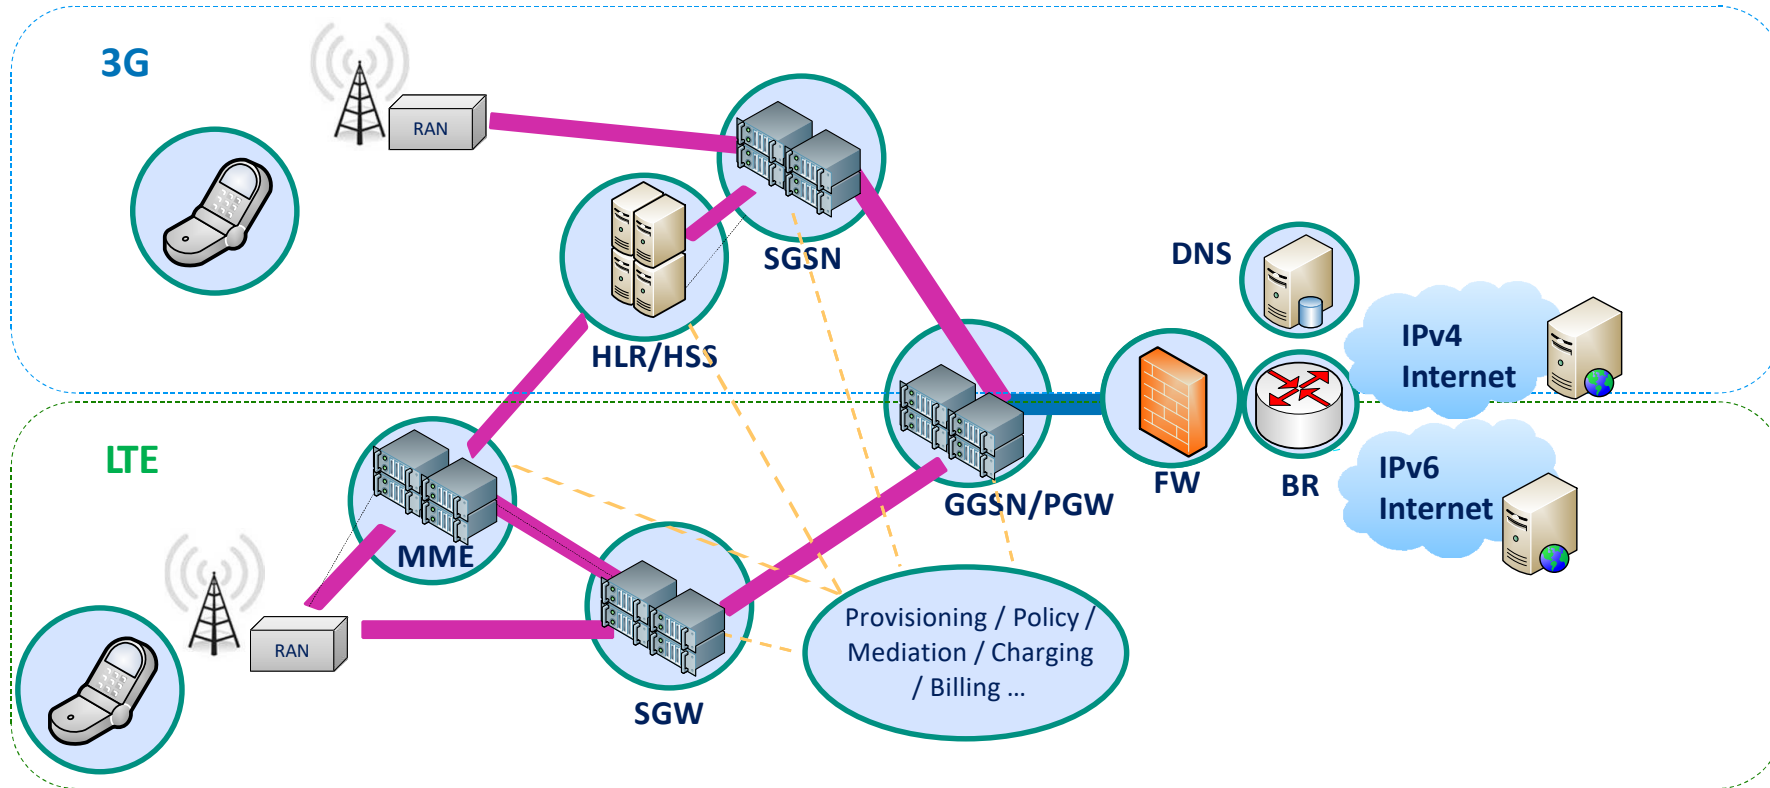 3G
RAN
SGSN
HLR/HSS
DNS
IPv4
Internet
LTE
MME
RAN
SGW
GGSN/PGW
FW
BR
IPv6
Internet
Provisioning / Policy /
Mediation / Charging
/ Billing ...